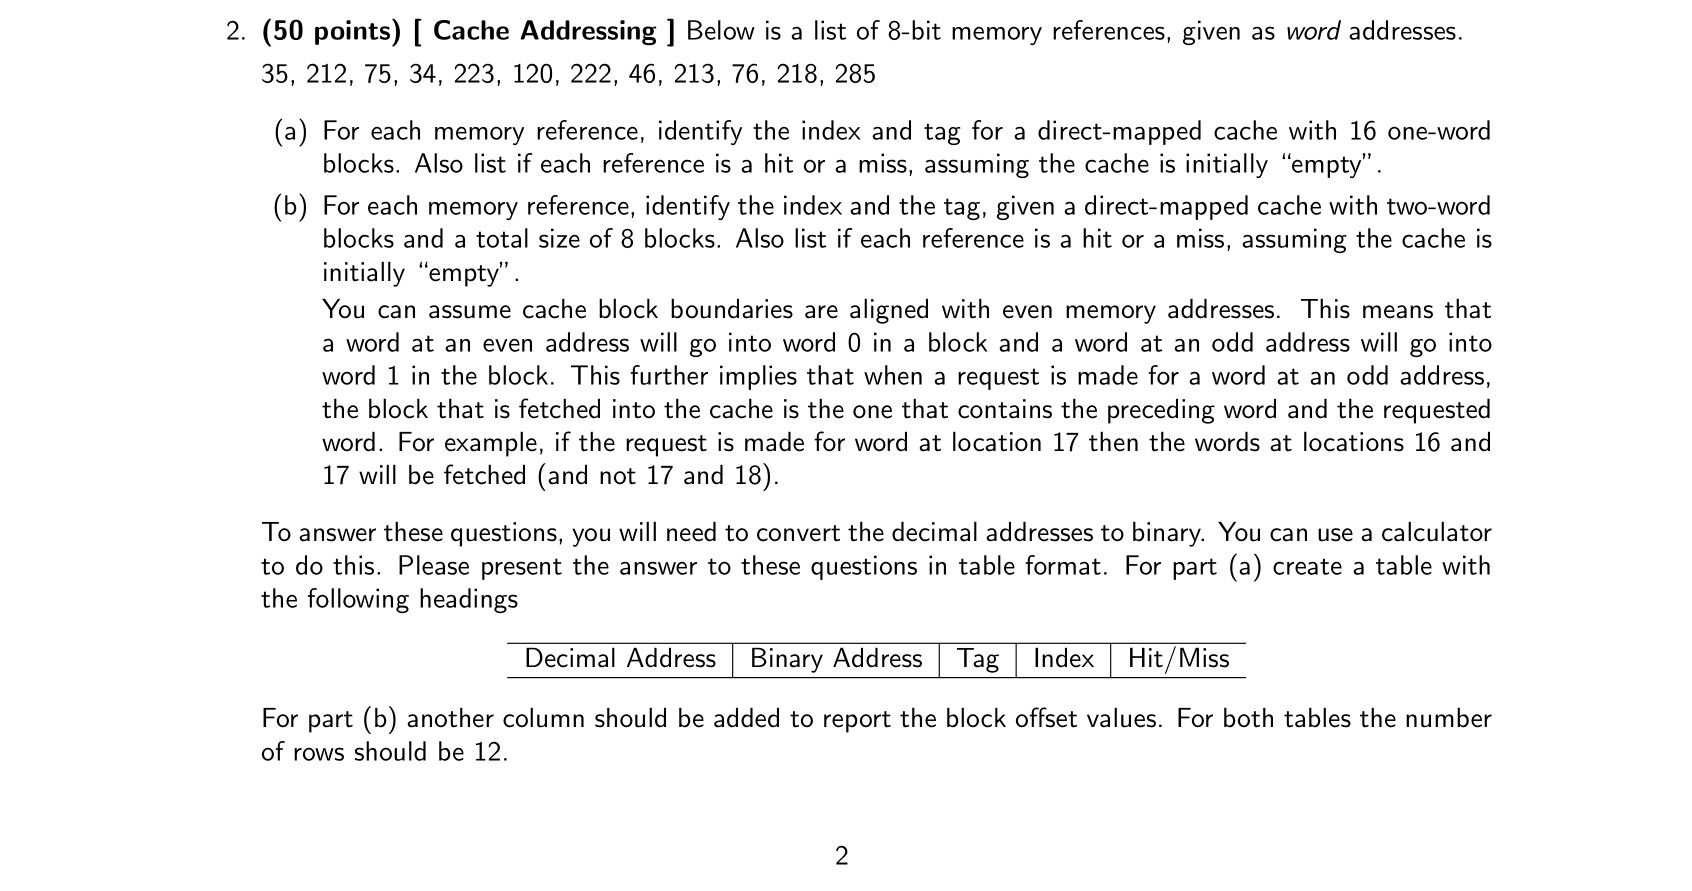 2. (50 points) [ Cache Addressing ] Below is a list of 8-bit memory references, given as word addresses.
35, 212, 75, 34, 223, 120, 222, 46, 213, 76, 218, 285
(a) For each memory reference, identify the index and tag for a direct-mapped cache with 16 one-word
blocks. Also list if each reference is a hit or a miss, assuming the cache is initially “empty”.
(b) For each memory reference, identify the index and the tag, given a direct-mapped cache with two-word
blocks and a total size of 8 blocks. Also list if each reference is a hit or a miss, assuming the cache is
initially “empty”.
You can assume cache block boundaries are aligned with even memory addresses. This means that
a word at an even address will go into word 0 in a block and a word at an odd address will go into
word 1 in the block. This further implies that when a request is made for a word at an odd address,
the block that is fetched into the cache is the one that contains the preceding word and the requested
word. For example, if the request is made for word at location 17 then the words at locations 16 and
17 will be fetched (and not 17 and 18).
To answer these questions, you will need to convert the decimal addresses to binary. You can use a calculator
to do this. Please present the answer to these questions in table format. For part (a) create a table with
the following headings
Decimal Address Binary Address Tag Index Hit/Miss
For part (b) another column should be added to report the block offset values. For both tables the number
of rows should be 12.
2